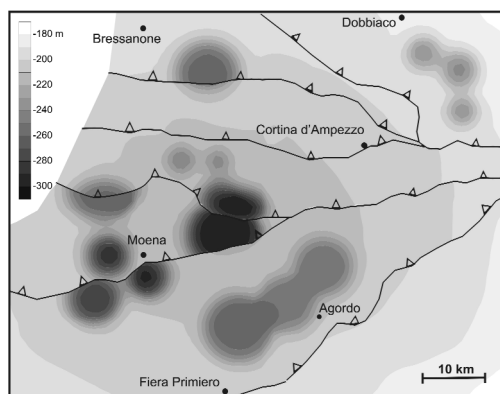 Dobbiaco
Bressanone
-180 m
-200
-220
-240
-260
-280
-300
Cortina d'Ampezzo
Moena
Agordo
Fiera Primiero
10 km